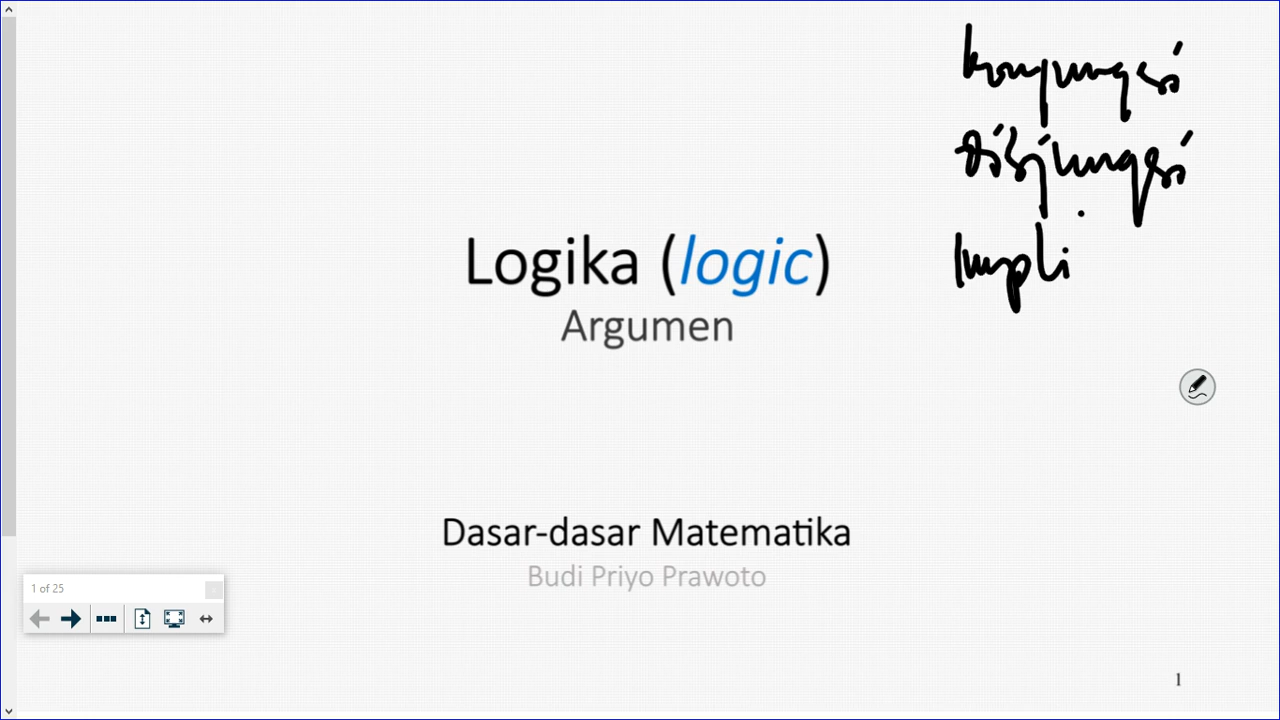 konjungsi
disjungsi
Impli
Logika (logic)
Argumen
Dasar-dasar Matematika
Budi Priyo Prawoto
1 of 25
1